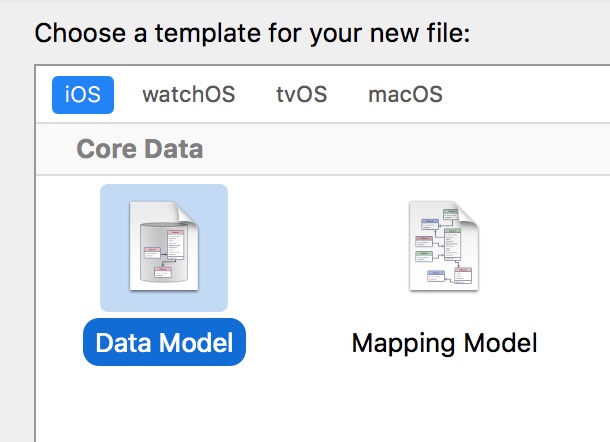 Choose a template for your new file:
iOS watchOS tvOS macOS
Core Data
Data Model Mapping Model